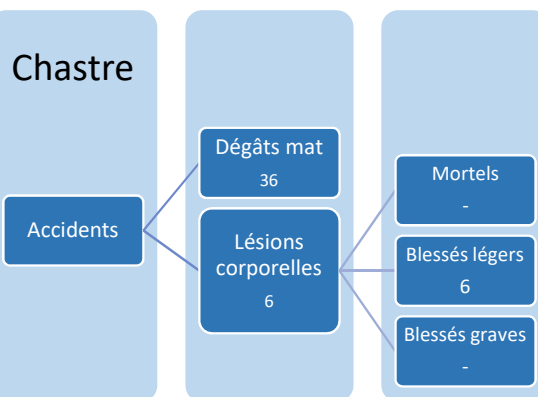 Chastre
Accidents
Dégâts mat
36
Lésions
corporelles
6
Mortels
-
Blessés légers
6
Blessés graves
-